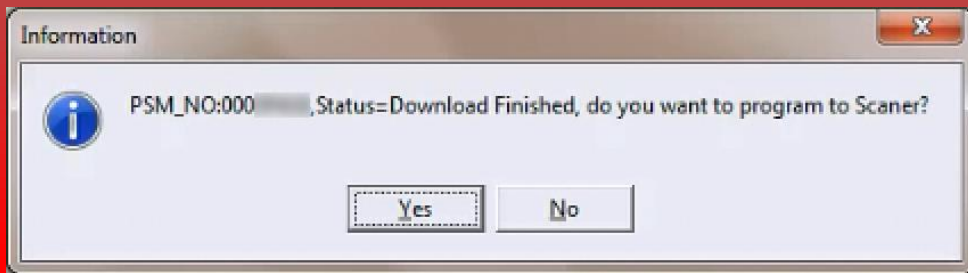 Information
PSM_NO:000 ,Status=Download Finished, do you want to program to Scaner?
Yes No